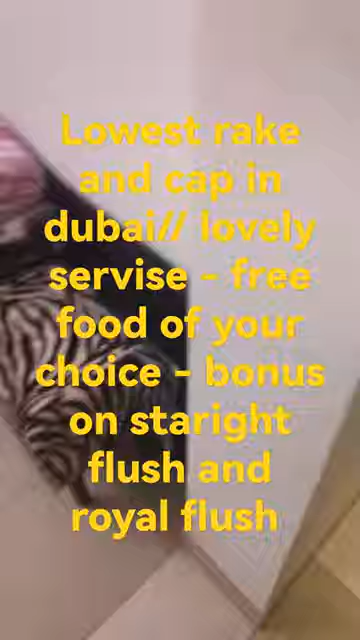 Lowest rake
and cap in
dubai// lovely
servise - free
food of your
choice - bonus
on staright
flush and
royal flush